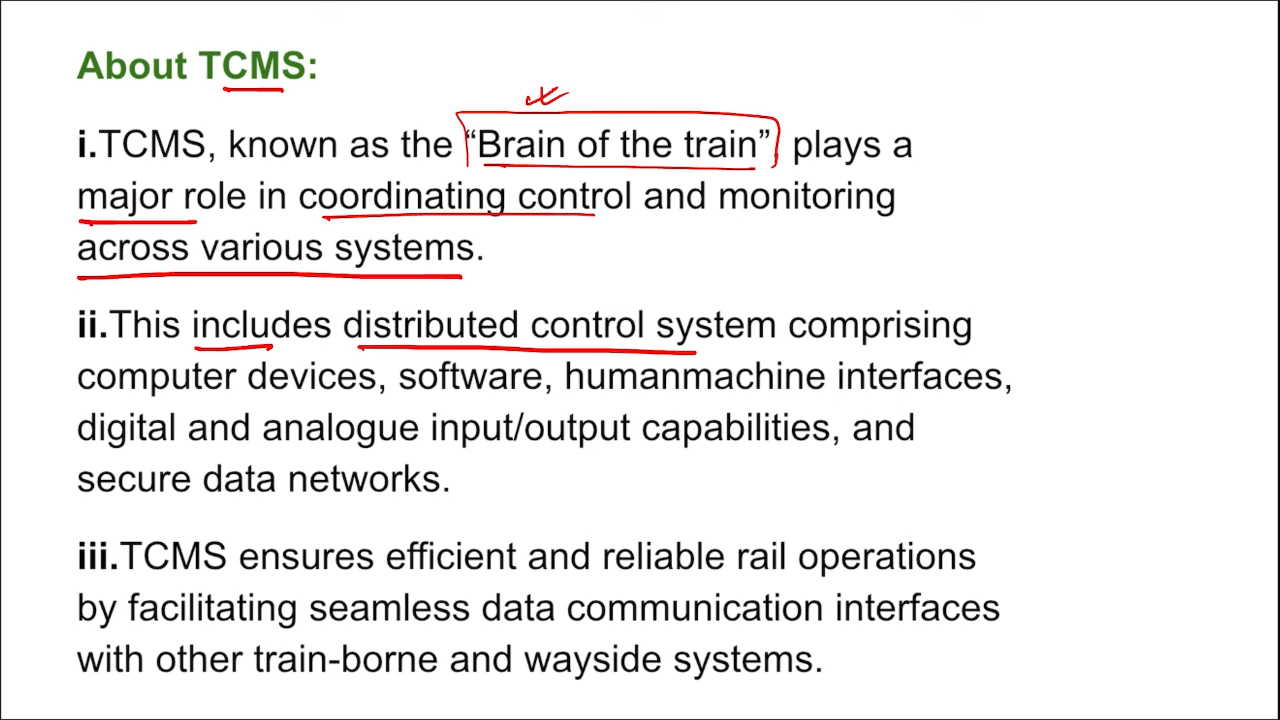 About TCMS:
i.TCMS, known as the “Brain of the train” plays a
major role in coordinating control and monitoring
across various systems.
ii.This includes distributed control system comprising
computer devices, software, humanmachine interfaces,
digital and analogue input/output capabilities, and
secure data networks.
iii.TCMS ensures efficient and reliable rail operations
by facilitating seamless data communication interfaces
with other train-borne and wayside systems.